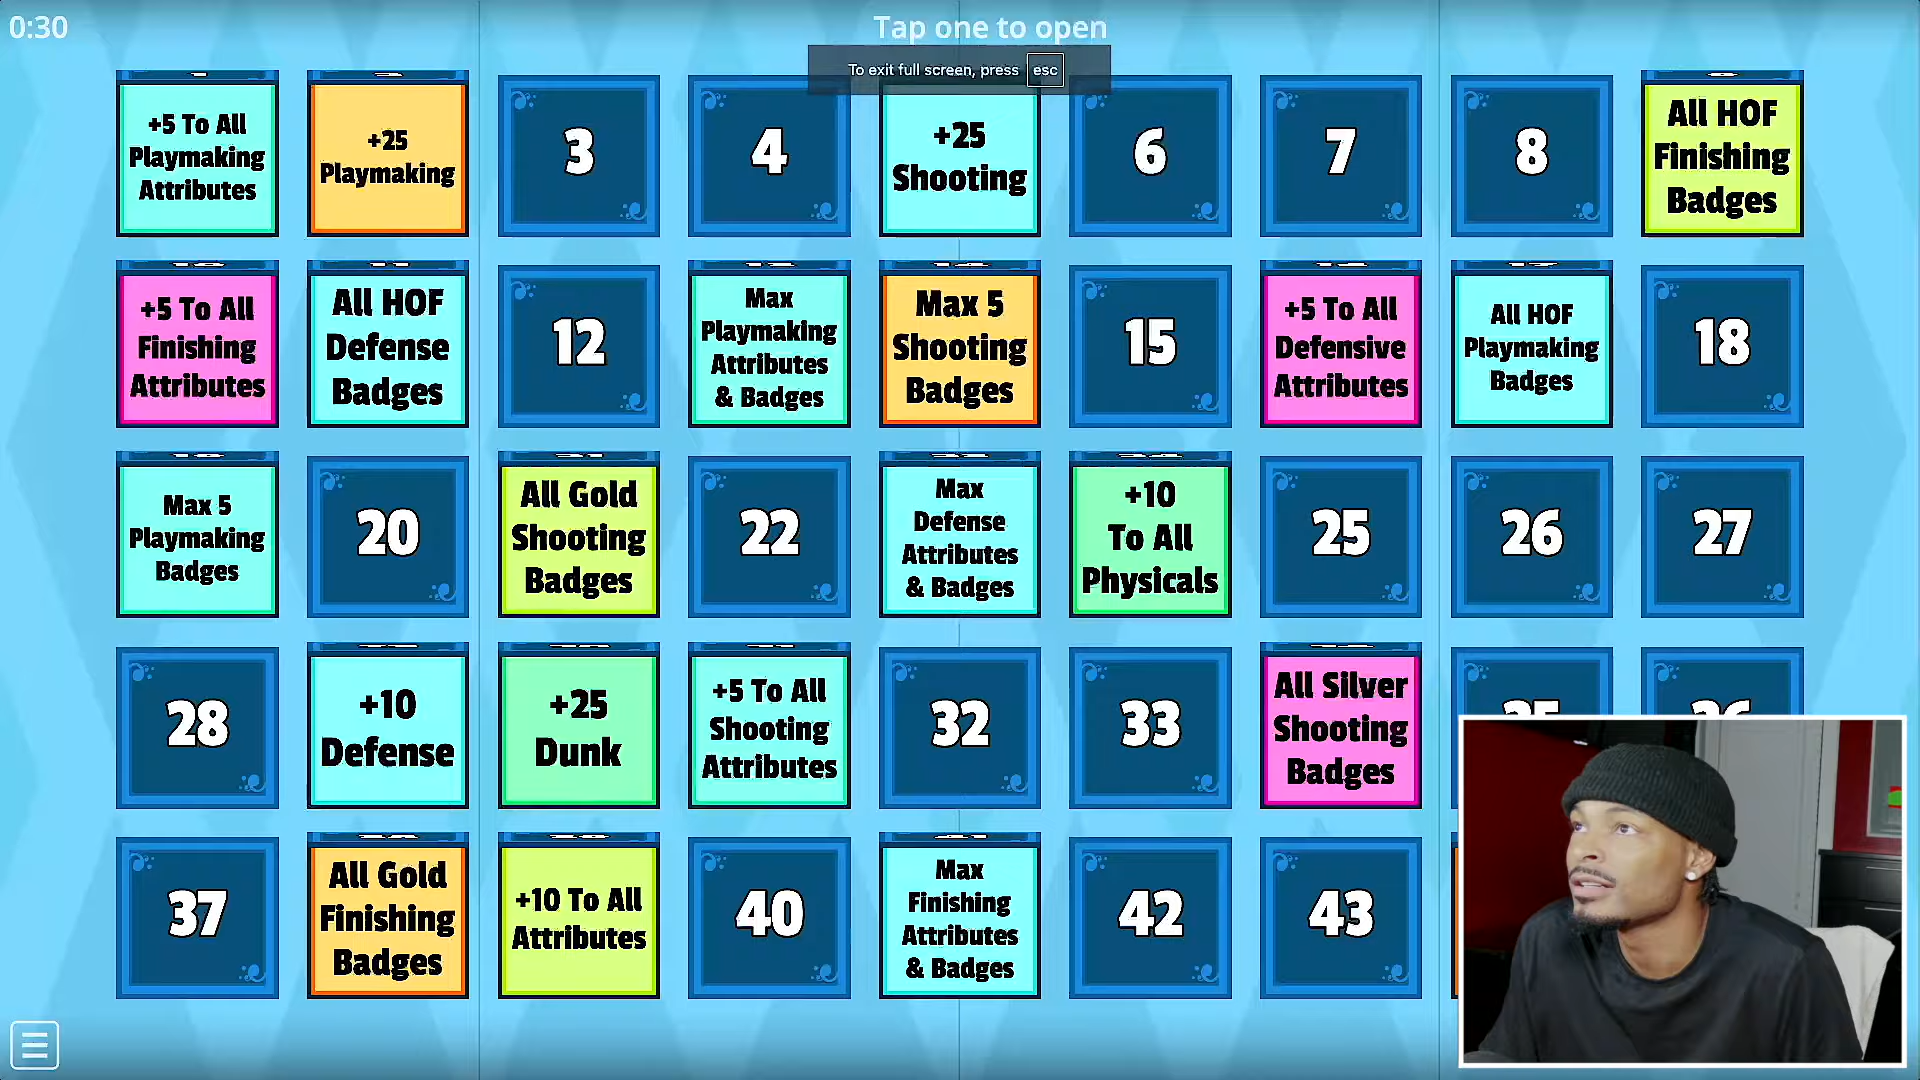 0:30
Tap one to open
To exit full screen, press esc
+5 To All
Playmaking
Attributes
+25
Playmaking
3
4
+25
Shooting
6
7
8
All HOF
Finishing
Badges
+5 To All
Finishing
Attributes
All HOF
Defense
Badges
12
Max
Playmaking
Attributes
& Badges
Max 5
Shooting
Badges
15
+5 To All
Defensive
Attributes
All HOF
Playmaking
Badges
18
Max 5
Playmaking
Badges
20
All Gold
Shooting
Badges
22
Max
Defense
Attributes
& Badges
+10
To All
Physicals
25
26
27
28
+10
Defense
+25
Dunk
+5 To All
Shooting
Attributes
32
33
All Silver
Shooting
Badges
37
All Gold
Finishing
Badges
+10 To All
Attributes
40
Max
Finishing
Attributes
& Badges
42
43